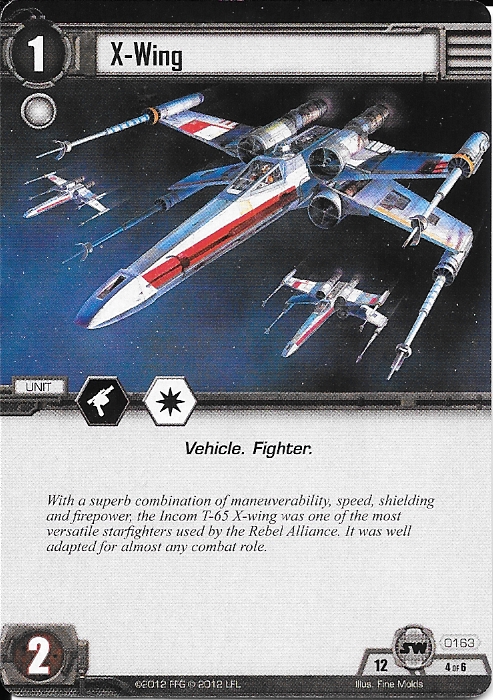 1
X-Wing
UNIT
Vehicle. Fighter.
With a superb combination of maneuverability, speed, shielding
and firepower, the Incom T-65 X-wing was one of the most
versatile starfighters used by the Rebel Alliance. It was well
adapted for almost any combat role.
2
©2012 FFG © 2012 LFL
Illus. Fine Molds
12
SW
0163
4 OF 6